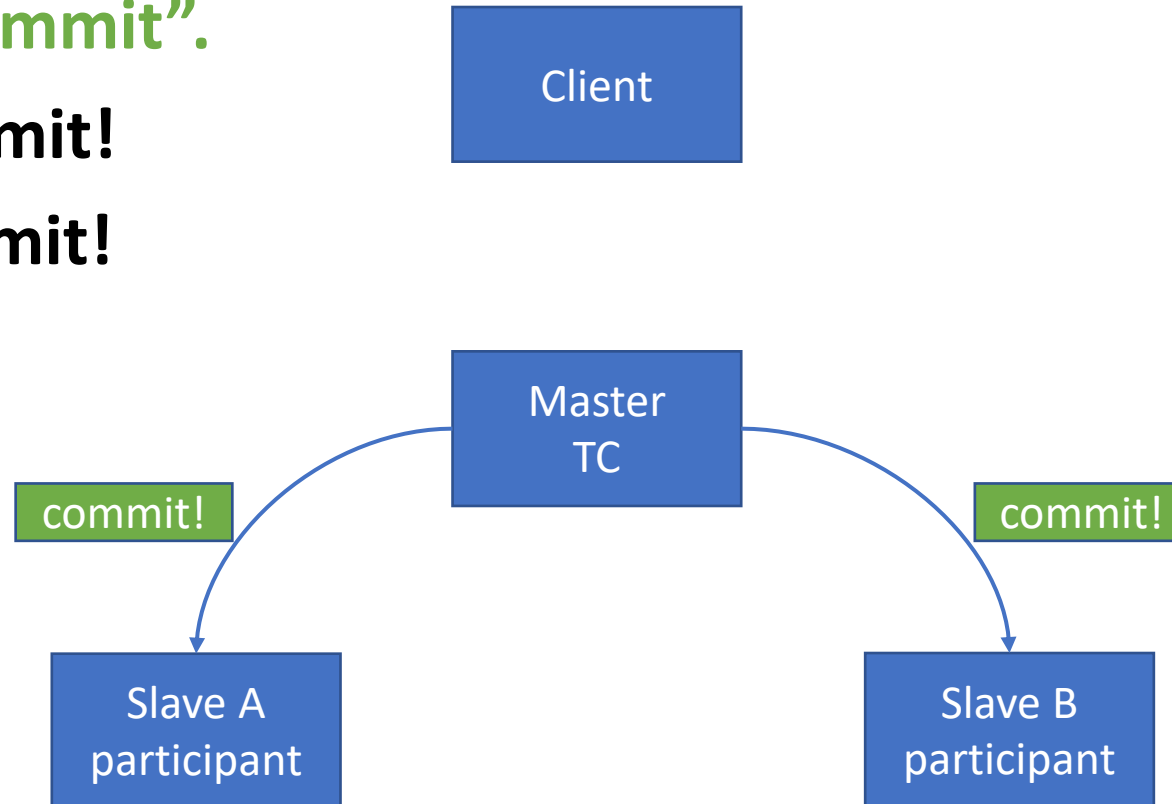 mmit”.
mit!
mit!
Client
Master
TC
commit!
commit!
Slave A
participant
Slave B
participant